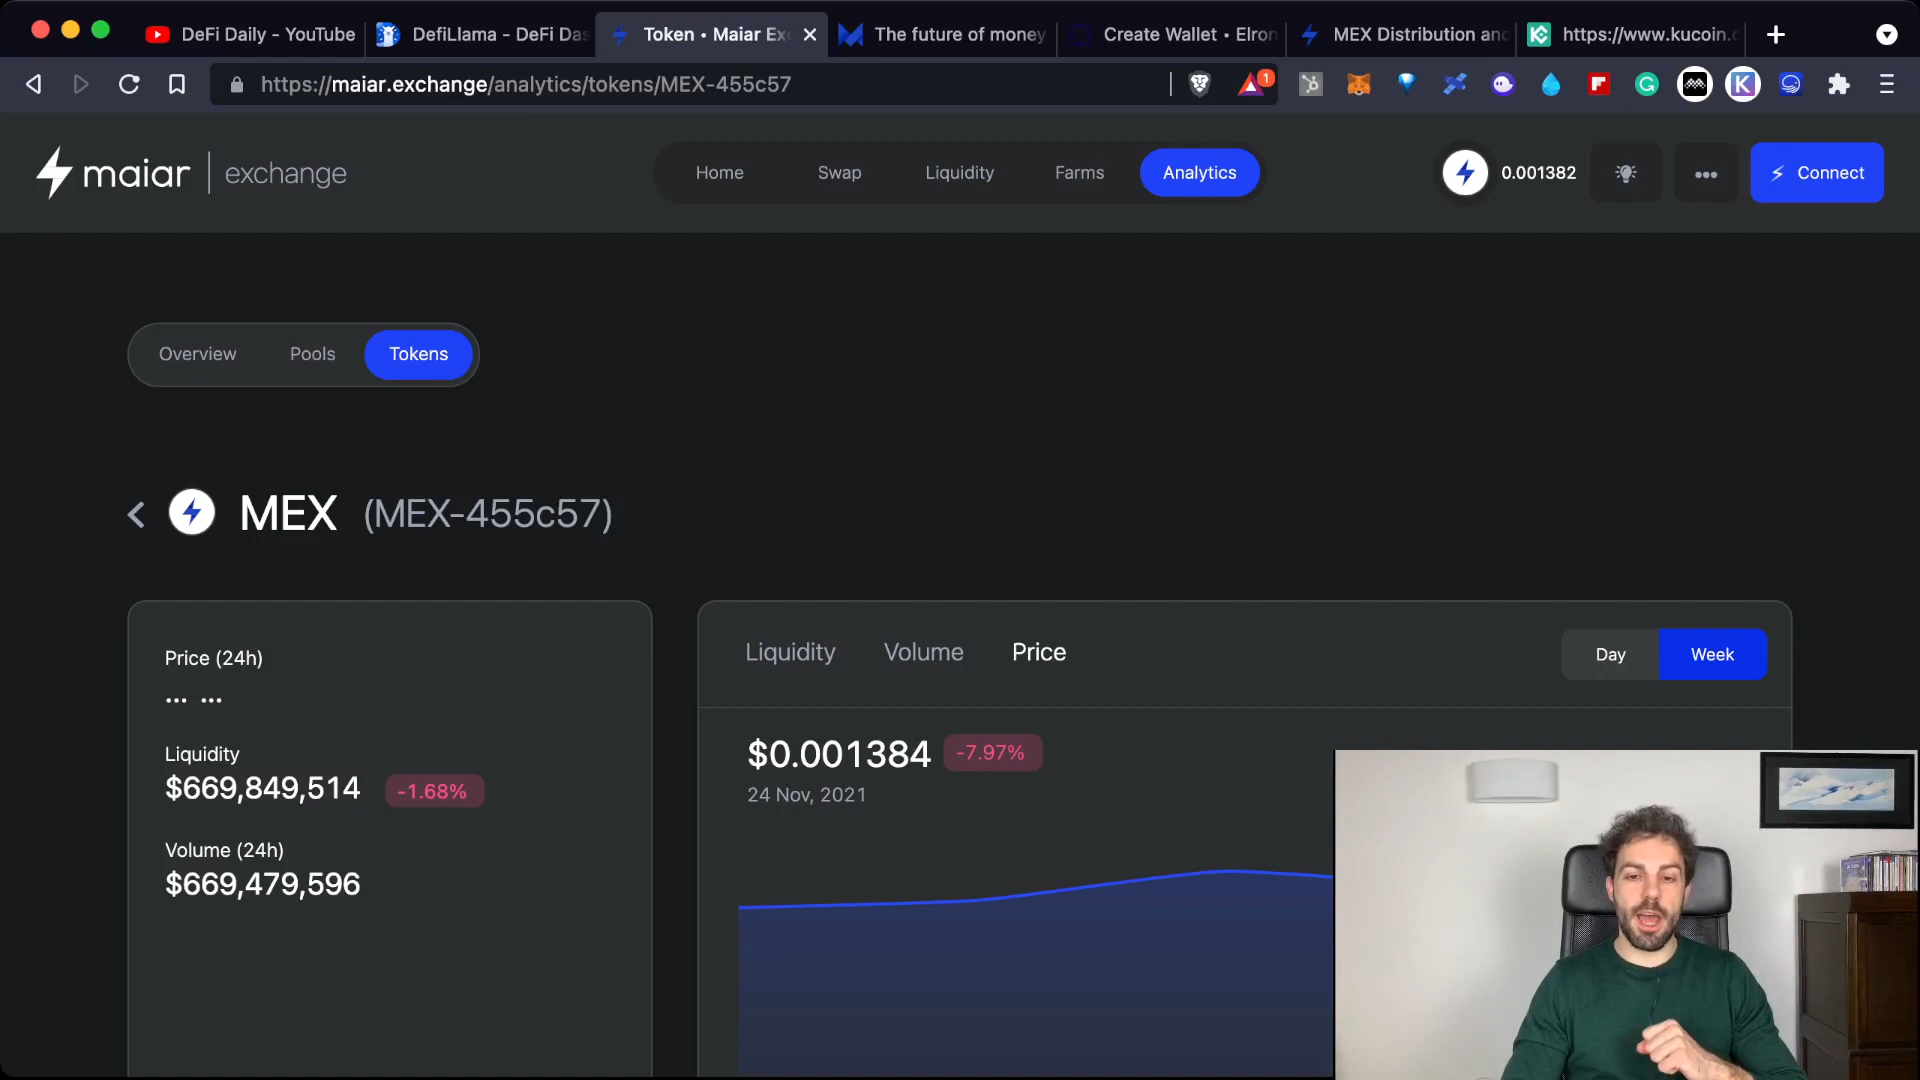 DeFi Daily - YouTube
DefiLlama - DeFi Das
Token • Maiar Ex
The future of money
Create Wallet • Elron
MEX Distribution and
https://www.kucoin.c
https://maiar.exchange/analytics/tokens/MEX-455c57
1
maiar | exchange
Home
Swap
Liquidity
Farms
Analytics
0.001382
Connect
Overview
Pools
Tokens
MEX (MEX-455c57)
Price (24h)
... ...
Liquidity
$669,849,514 -1.68%
Volume (24h)
$669,479,596
Liquidity
Volume
Price
Day
Week
$0.001384 -7.97%
24 Nov, 2021